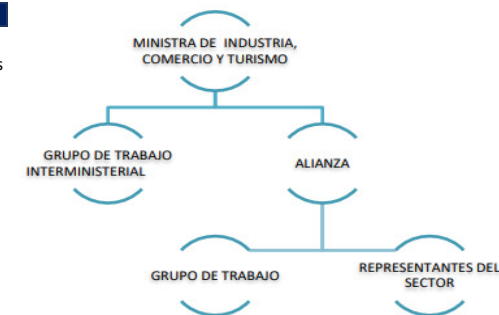 MINISTRA DE INDUSTRIA,
COMERCIO Y TURISMO
s
GRUPO DE TRABAJO
INTERMINISTERIAL
ALIANZA
GRUPO DE TRABAJO
REPRESENTANTES DEL
SECTOR